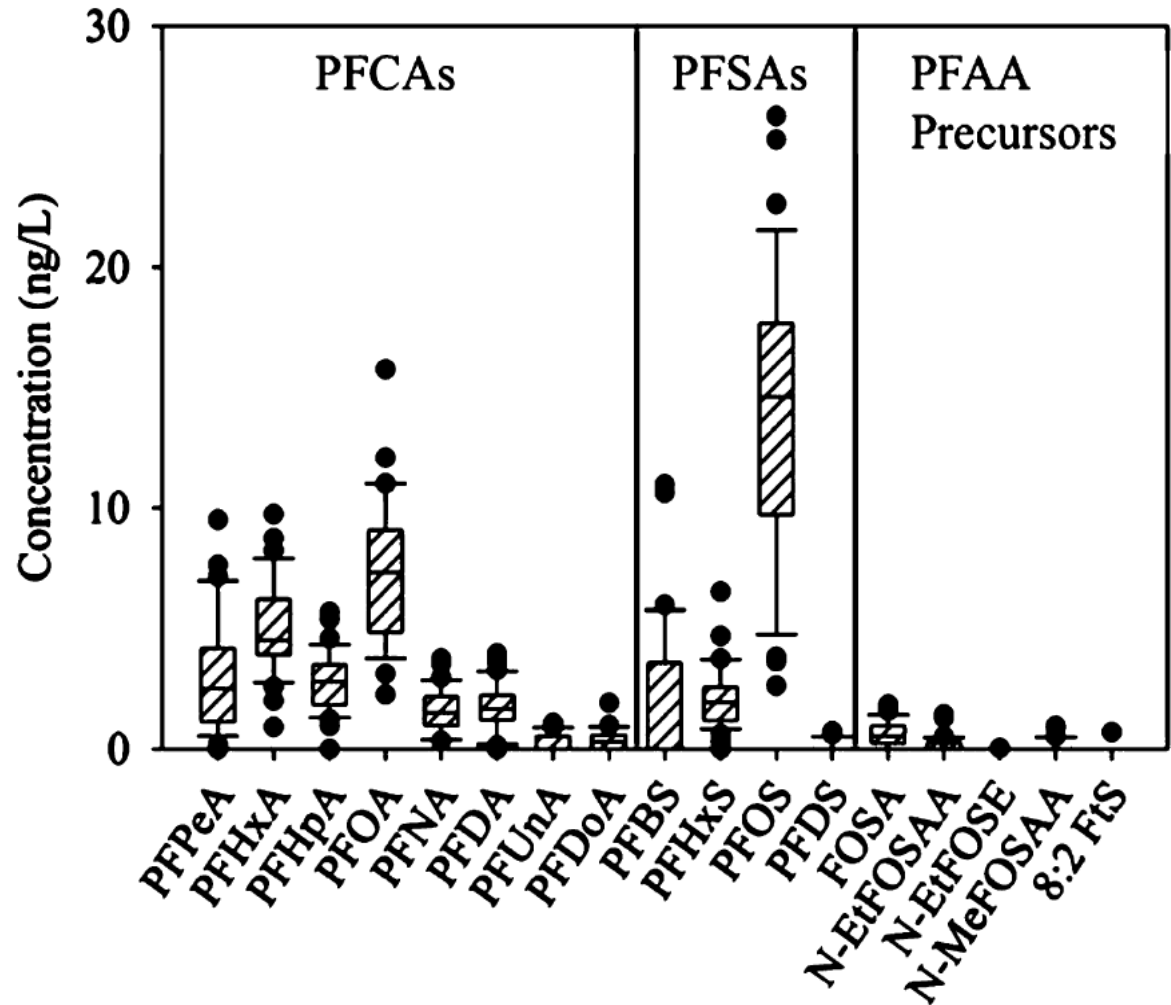 30
20
10
0
Concentration (ng/L)
PFCAs
PFSAs
PFAA
Precursors
PFPeA
PFHxA
PFHpA
PFOA
PFNA
PFDA
PFUnA
PFDoA
PFBS
PFHxS
PFOS
PFDS
FOSA
N-EtFOSAA
N-EtFOSE
N-MeFOSAA
8:2 FtS